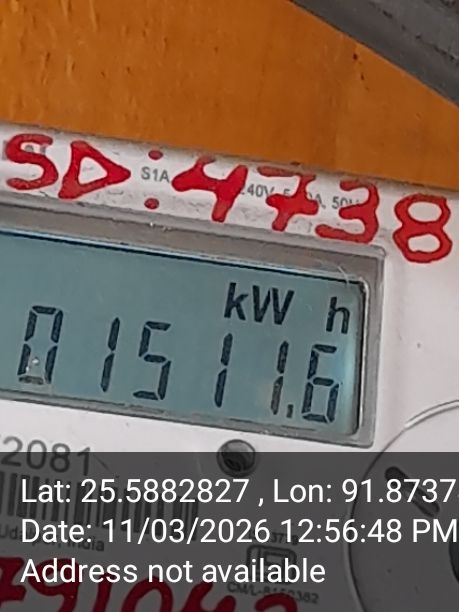 SD:4738
S1A
kW h
01511.6
2081
Lat: 25.5882827 , Lon: 91.8737
Date: 11/03/2026 12:56:48 PM
Address not available